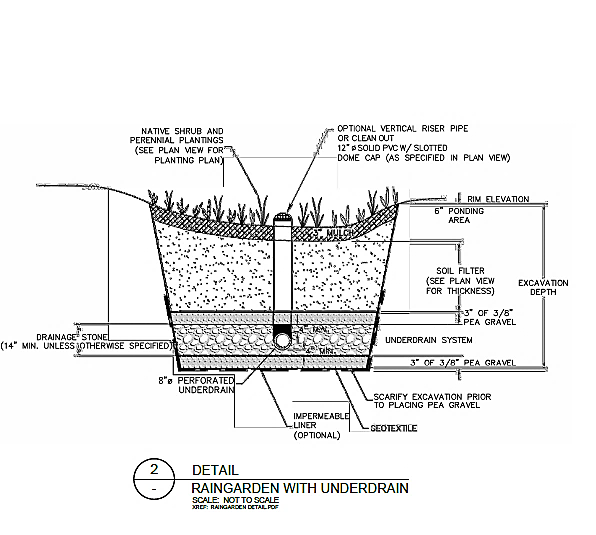 NATIVE SHRUB AND
PERENNIAL PLANTINGS
(SEE PLAN VIEW FOR
PLANTING PLAN)
OPTIONAL VERTICAL RISER PIPE
OR CLEAN OUT
12"ø SOLID PVC W/ SLOTTED
DOME CAP (AS SPECIFIED IN PLAN VIEW)
RIM ELEVATION
6" PONDING
AREA
3" MULCH
SOIL FILTER
(SEE PLAN VIEW
FOR THICKNESS)
EXCAVATION
DEPTH
3" OF 3/8"
PEA GRAVEL
DRAINAGE STONE
(14" MIN. UNLESS OTHERWISE SPECIFIED)
MIN.
UNDERDRAIN SYSTEM
MIN.
3" OF 3/8" PEA GRAVEL
8"ø PERFORATED
UNDERDRAIN
SCARIFY EXCAVATION PRIOR
TO PLACING PEA GRAVEL
IMPERMEABLE
LINER
(OPTIONAL)
GEOTEXTILE
2
-
DETAIL
RAINGARDEN WITH UNDERDRAIN
SCALE: NOT TO SCALE
XREF: RAINGARDEN DETAIL.PDF